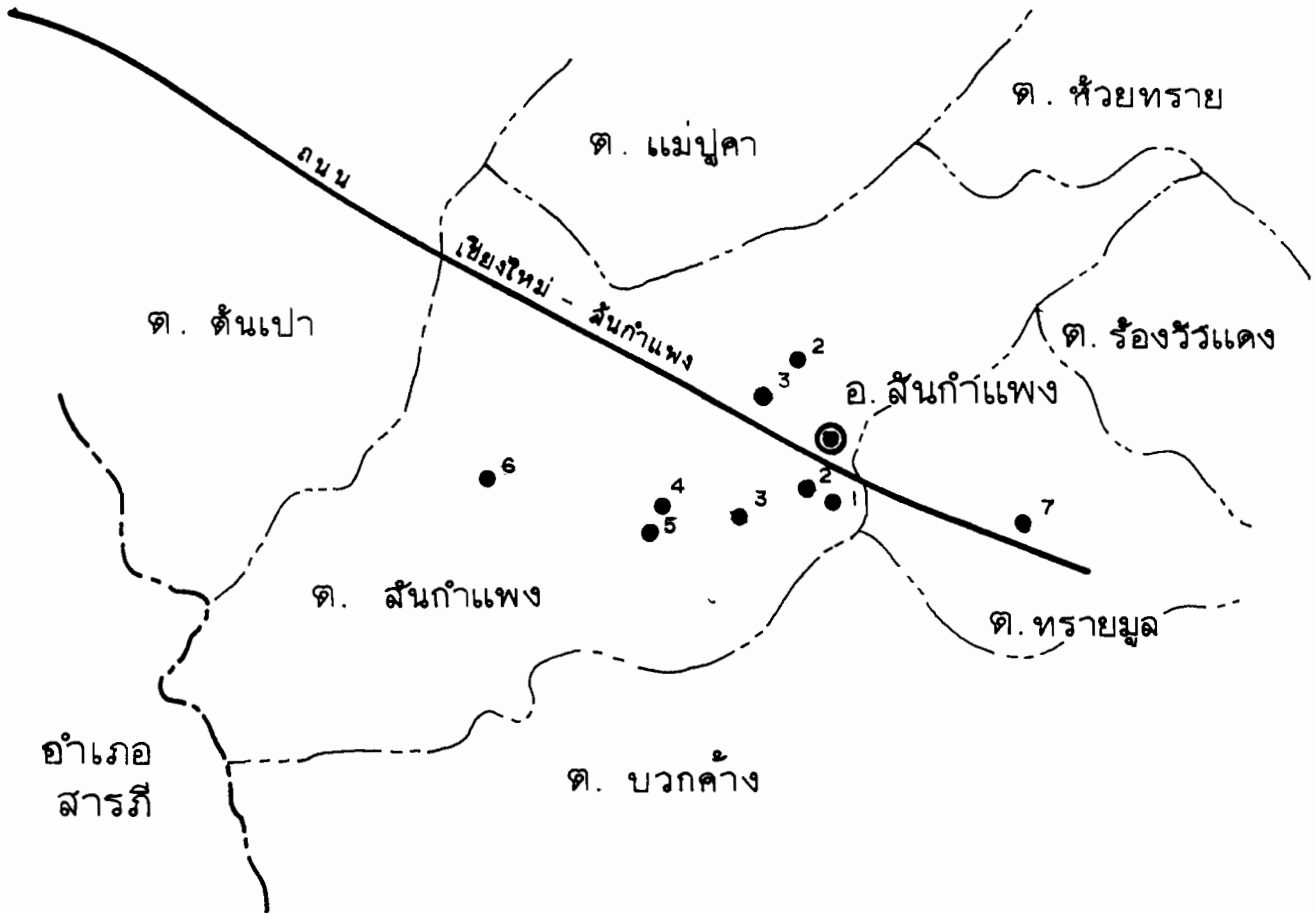 ต. ห้วยทราย
ต. แม่ปูคา
ถนน
เชียงใหม่ - สันกำแพง
ต. ต้นเปา
ต. ร้องวัวแดง
2
3
อ. สันกำแพง
6
4
5
3
2
1
7
ต. สันกำแพง
ต. ทรายมูล
อำเภอ
สารภี
ต. บวกค้าง